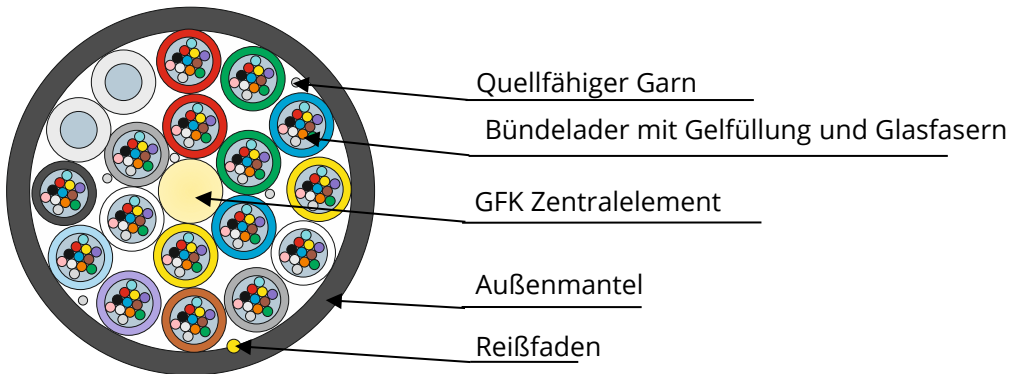 Quellfähiger Garn
Bündelader mit Gelfüllung und Glasfasern
GFK Zentralelement
Außenmantel
Reißfaden